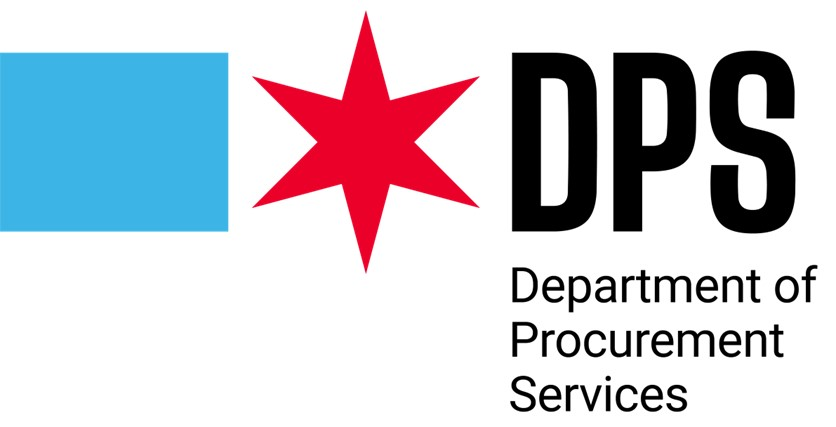 DPS
Department of
Procurement
Services